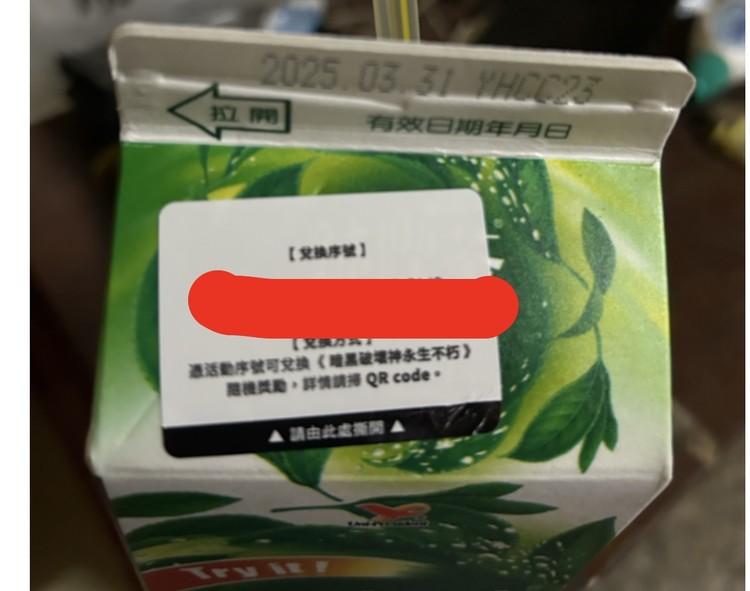 2025.03.31 YHCC23
拉開
有效日期年月日
【兌換序號】
【兌換方式】
憑活動序號可兌換《暗黑破壞神永生不朽》
隨機獎勵，詳情請掃 QR code。
▲ 請由此處撕開 ▲
Uni-President
Try it!